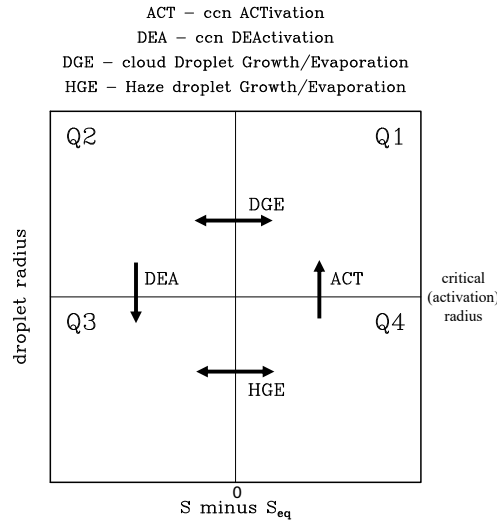 ACT – ccn ACTivation
DEA – ccn DEActivation
DGE – cloud Droplet Growth/Evaporation
HGE – Haze droplet Growth/Evaporation
Q2
Q1
DGE
DEA
ACT
critical
(activation)
radius
droplet radius
Q3
Q4
HGE
0
S minus Seq